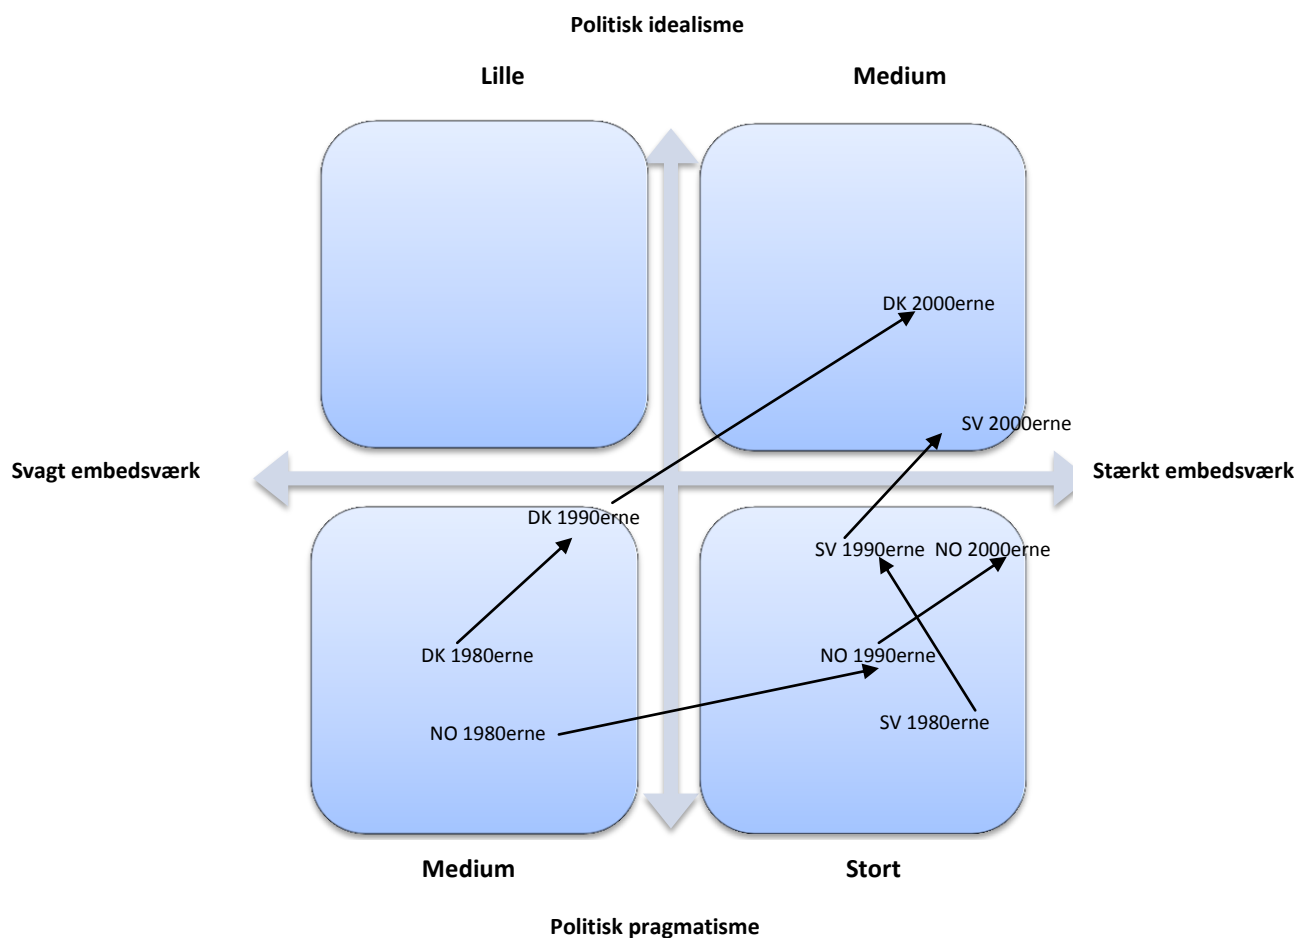 Politisk idealisme
Lille
Medium
DK 2000erne
SV 2000erne
Svagt embedsværk
Stærkt embedsværk
DK 1990erne
SV 1990erne
NO 2000erne
DK 1980erne
NO 1990erne
SV 1980erne
NO 1980erne
Medium
Stort
Politisk pragmatisme